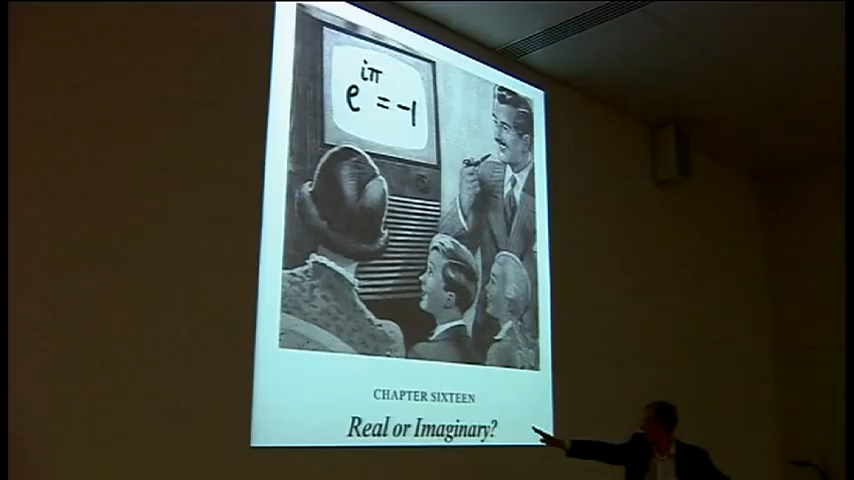 e^{iπ} = -1
CHAPTER SIXTEEN
Real or Imaginary?